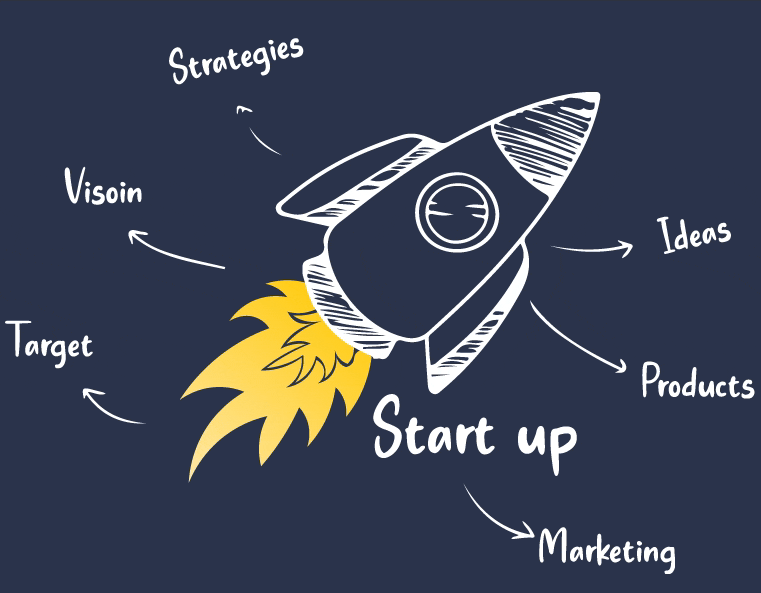 Strategies
Visoin
Ideas
Target
Products
Start up
Marketing